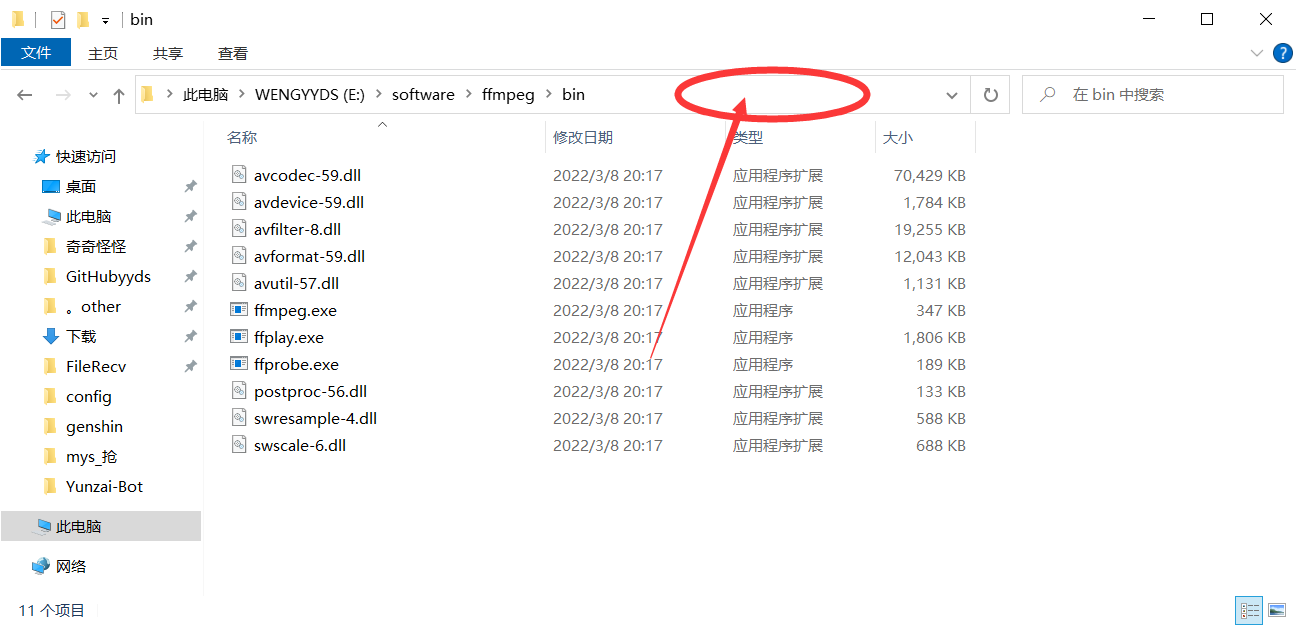 bin
文件 主页 共享 查看 ?
此电脑 WENGYYDS (E:) software ffmpeg bin 在 bin 中搜索
名称 修改日期 类型 大小
快速访问
桌面
此电脑
奇奇怪怪
GitHubyyds
。other
下载
FileRecv
config
genshin
mys_抢
Yunzai-Bot
此电脑
网络
avcodec-59.dll 2022/3/8 20:17 应用程序扩展 70,429 KB
avdevice-59.dll 2022/3/8 20:17 应用程序扩展 1,784 KB
avfilter-8.dll 2022/3/8 20:17 应用程序扩展 19,255 KB
avformat-59.dll 2022/3/8 20:17 应用程序扩展 12,043 KB
avutil-57.dll 2022/3/8 20:17 应用程序扩展 1,131 KB
ffmpeg.exe 2022/3/8 20:17 应用程序 347 KB
ffplay.exe 2022/3/8 20:17 应用程序 1,806 KB
ffprobe.exe 2022/3/8 20:17 应用程序 189 KB
postproc-56.dll 2022/3/8 20:17 应用程序扩展 133 KB
swresample-4.dll 2022/3/8 20:17 应用程序扩展 588 KB
swscale-6.dll 2022/3/8 20:17 应用程序扩展 688 KB
11 个项目